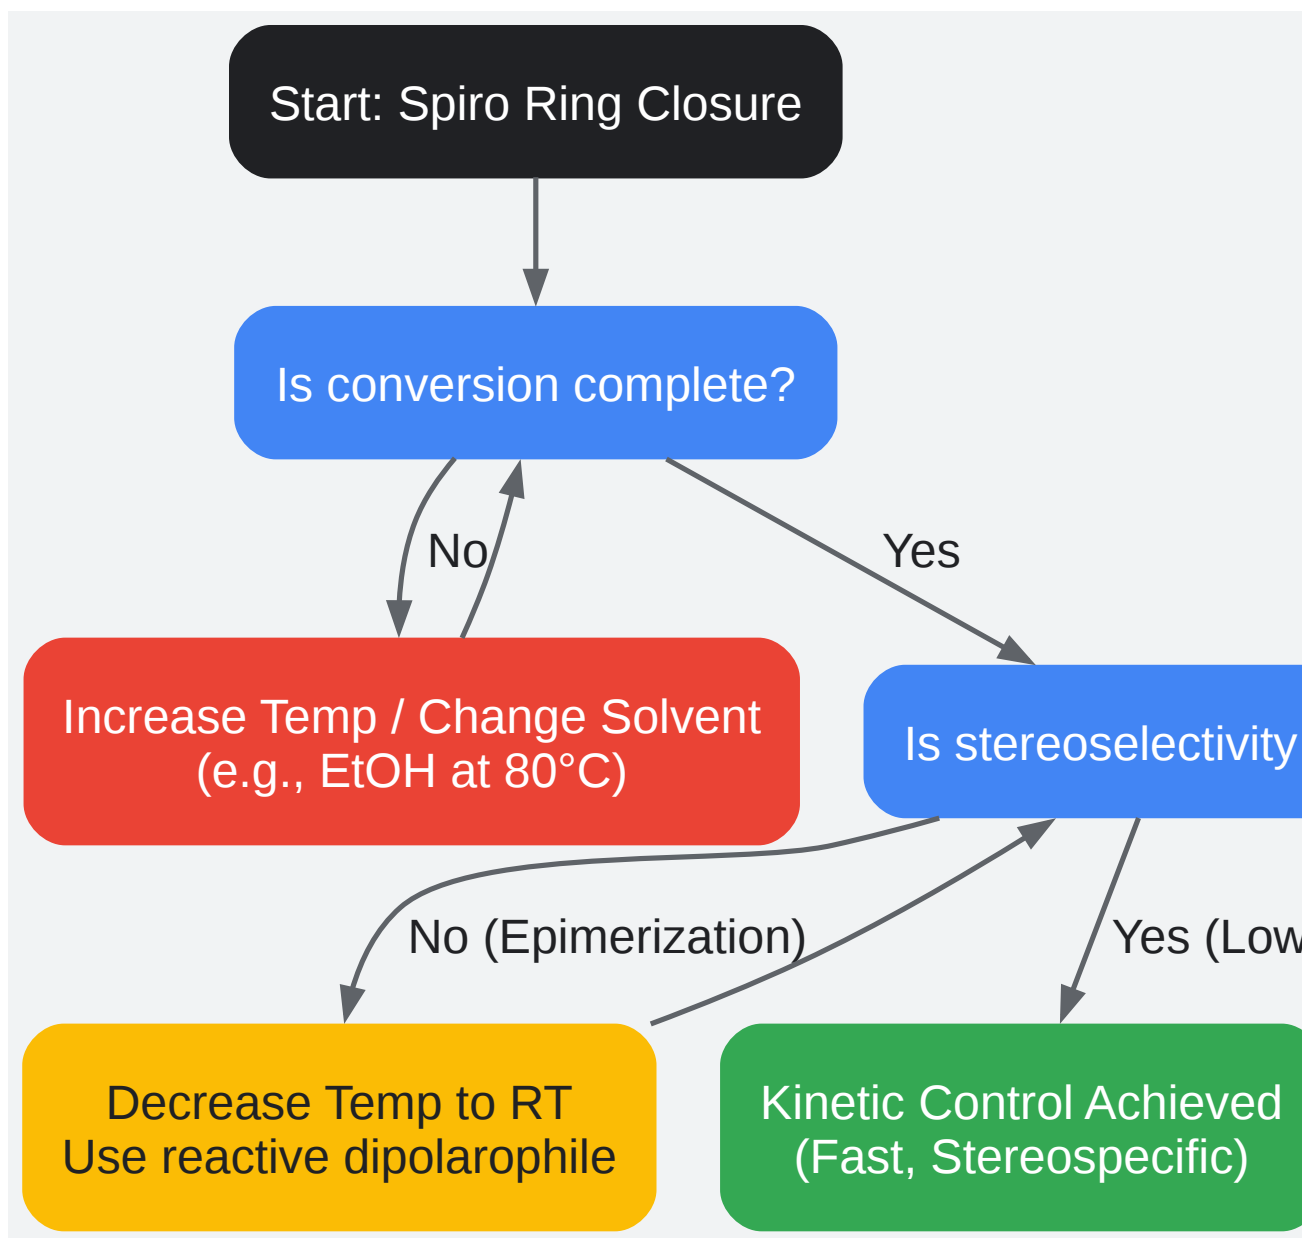 Start: Spiro Ring Closure
Is conversion complete?
No
Yes
Increase Temp / Change Solvent
(e.g., EtOH at 80°C)
Is stereoselectivity
No (Epimerization)
Yes (Low
Decrease Temp to RT
Use reactive dipolarophile
Kinetic Control Achieved
(Fast, Stereospecific)